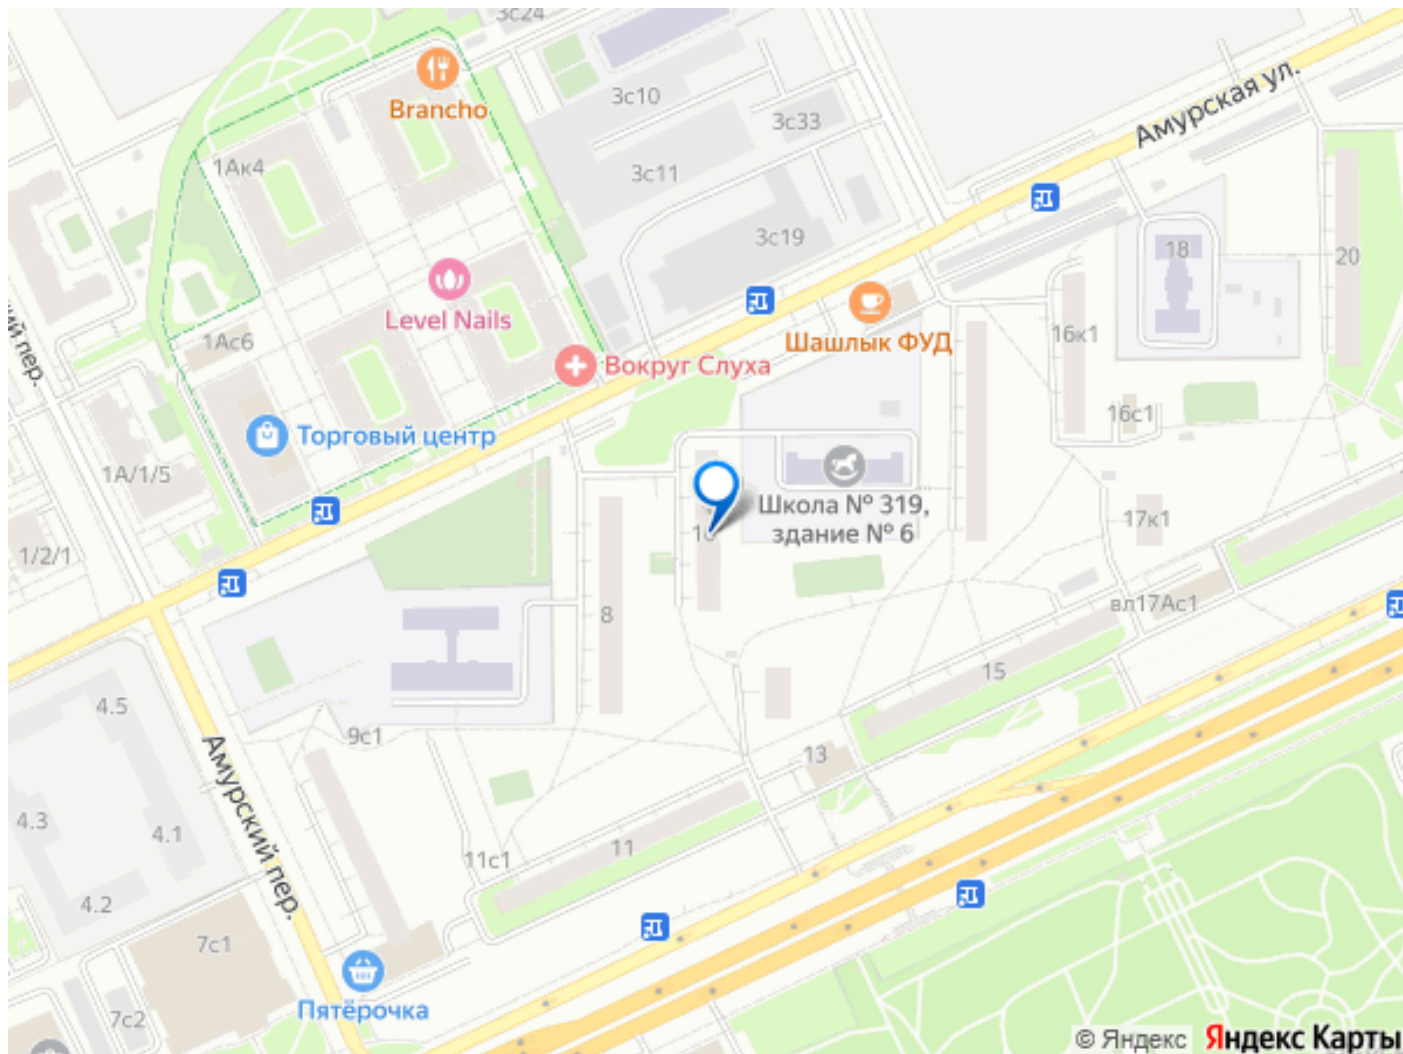 3с24
Brancho
3с10
3с33
Амурская ул.
1Ак4
3с11
3с19
18
20
Level Nails
Шашлык ФУД
16к1
1Ас6
Вокруг Слуха
ий пер.
16с1
Торговый центр
1А/1/5
Школа № 319,
здание № 6
17к1
10
1/2/1
вл17Ас1
8
15
4.5
9с1
13
Амурский пер.
4.3
4.1
11
11с1
4.2
7с1
Пятёрочка
7с2
© Яндекс Яндекс Карты